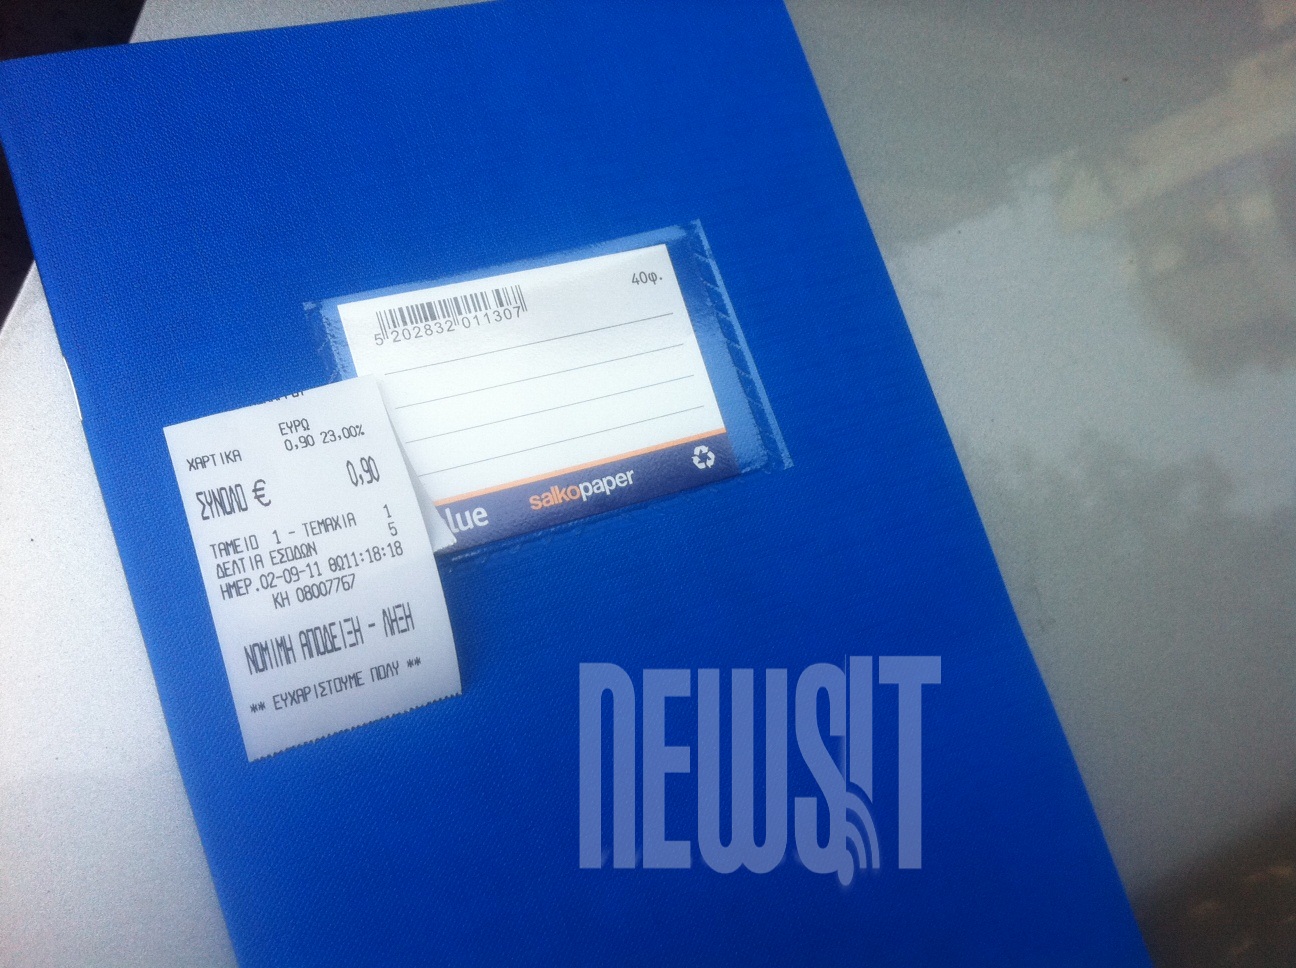 40φ.
5 202832 011307
lue
salkopaper
ΕΥΡΩ
ΧΑΡΤΙΚΑ 0,90 23,00%
ΣΥΝΟΛΟ € 0,90
ΤΑΜΕΙΟ 1 - ΤΕΜΑΧΙΑ 1
ΔΕΛΤΙΑ ΕΣΟΔΩΝ 5
ΗΜΕΡ.02-09-11 ΘΩ11:18:18
ΚΗ 08007767
ΝΟΜΙΜΗ ΑΠΟΔΕΙΞΗ - ΛΗΞΗ
** ΕΥΧΑΡΙΣΤΟΥΜΕ ΠΟΛΥ **
NEWSIT